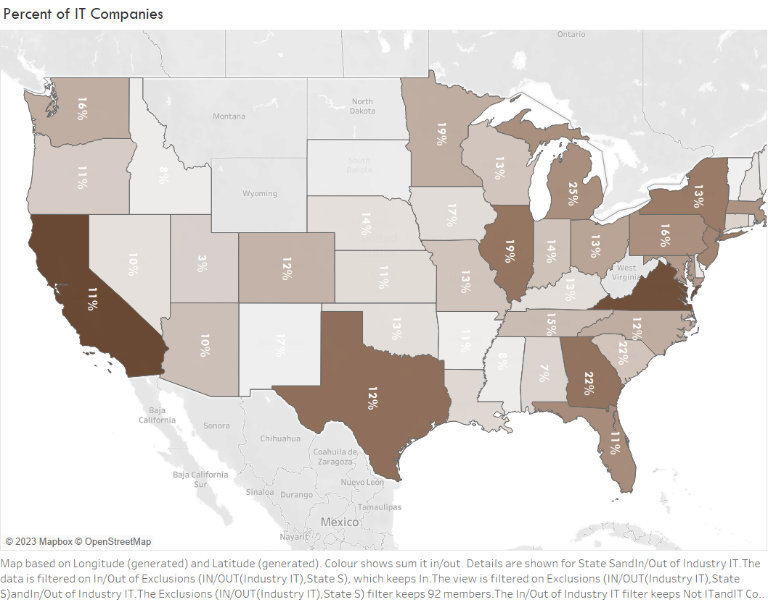 Percent of IT Companies
Ontario
Montana
North
Dakota
South
Dakota
Wyoming
16%
11%
8%
19%
13%
25%
13%
17%
14%
11%
10%
3%
12%
11%
13%
19%
14%
13%
16%
West
Virginia
13%
10%
17%
13%
11%
15%
12%
22%
12%
8%
7%
22%
11%
Baja
California
Sonora
Chihuahua
Coahuila de
Zaragoza
Baja California
Sur
Nuevo León
Sinaloa
Durango
Tamaulipas
Mexico
Nayarit
© 2023 Mapbox © OpenStreetMap
Map based on Longitude (generated) and Latitude (generated). Colour shows sum it in/out. Details are shown for State SandIn/Out of Industry IT.The
data is filtered on In/Out of Exclusions (IN/OUT(Industry IT),State S), which keeps In.The view is filtered on Exclusions (IN/OUT(Industry IT),State
S)andIn/Out of Industry IT.The Exclusions (IN/OUT(Industry IT),State S) filter keeps 92 members.The In/Out of Industry IT filter keeps Not ITandIT Co..